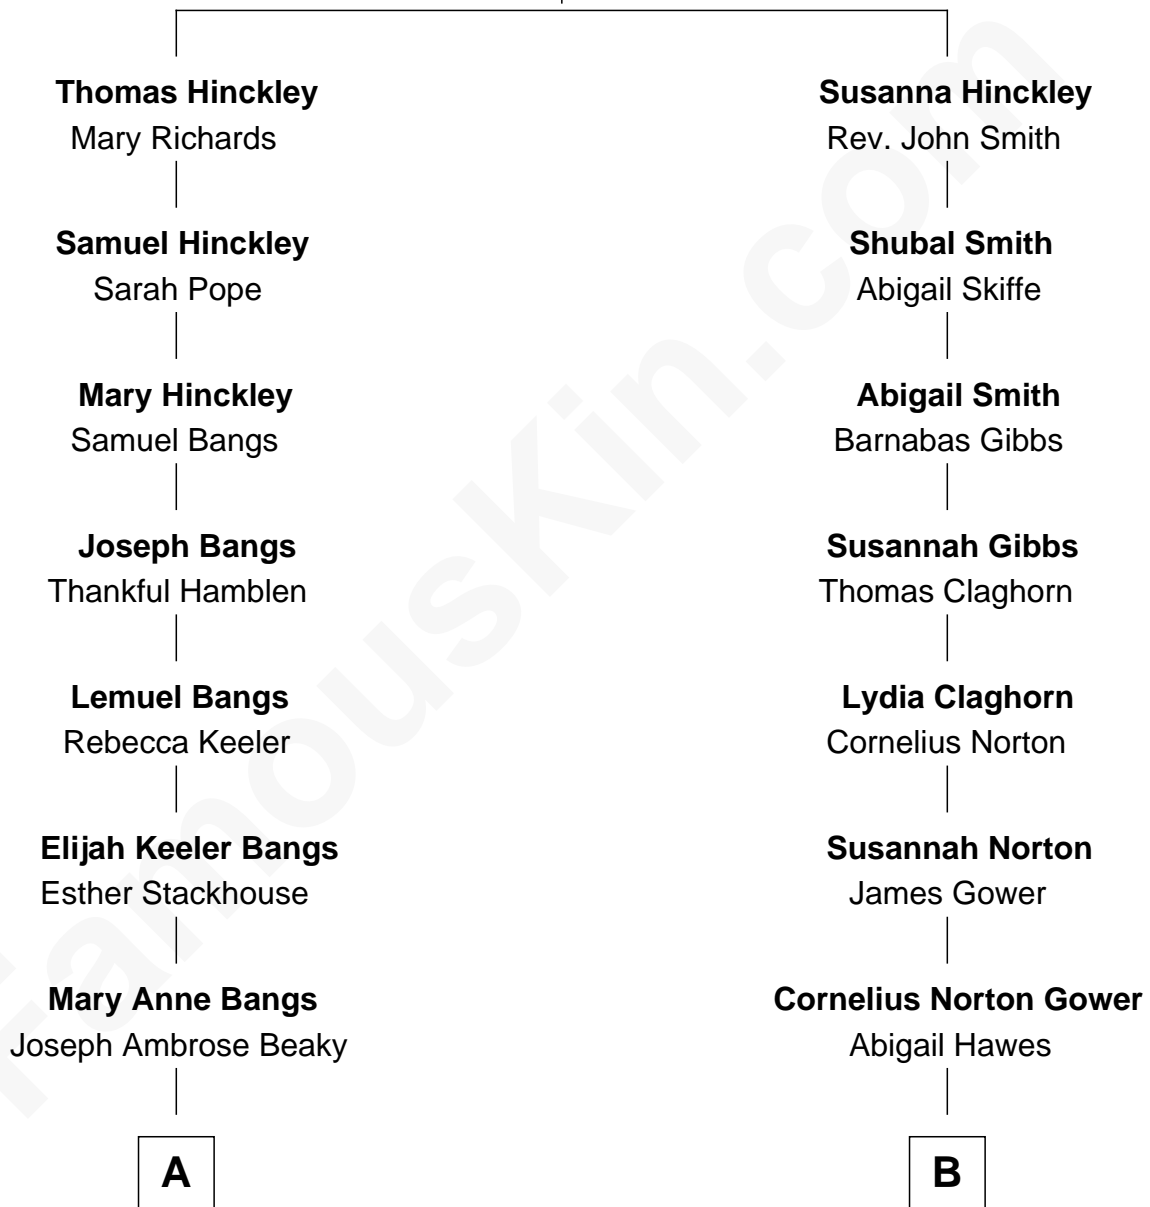 Thomas Hinckley
Mary Richards
Samuel Hinckley
Sarah Pope
Mary Hinckley
Samuel Bangs
Joseph Bangs
Thankful Hamblen
Lemuel Bangs
Rebecca Keeler
Elijah Keeler Bangs
Esther Stackhouse
Mary Anne Bangs
Joseph Ambrose Beaky
A
Susanna Hinckley
Rev. John Smith
Shubal Smith
Abigail Skiffe
Abigail Smith
Barnabas Gibbs
Susannah Gibbs
Thomas Claghorn
Lydia Claghorn
Cornelius Norton
Susannah Norton
James Gower
Cornelius Norton Gower
Abigail Hawes
B
FamousKin.com